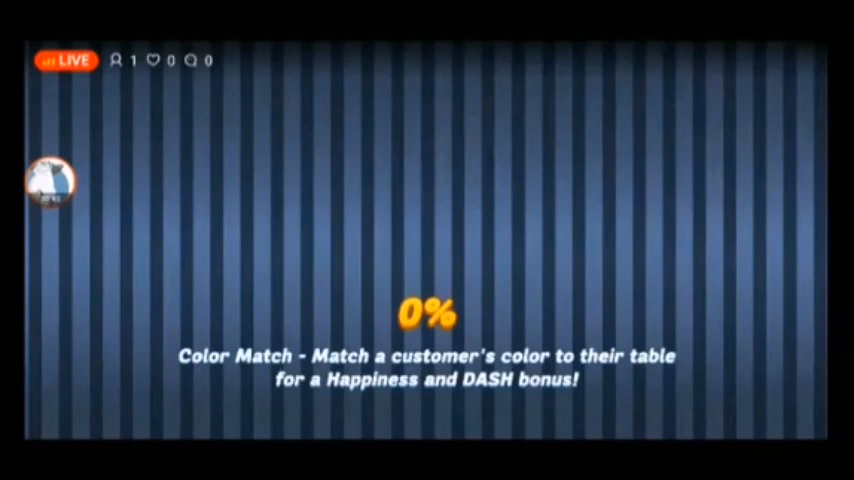 LIVE 1 0 0
0%
Color Match - Match a customer's color to their table
for a Happiness and DASH bonus!